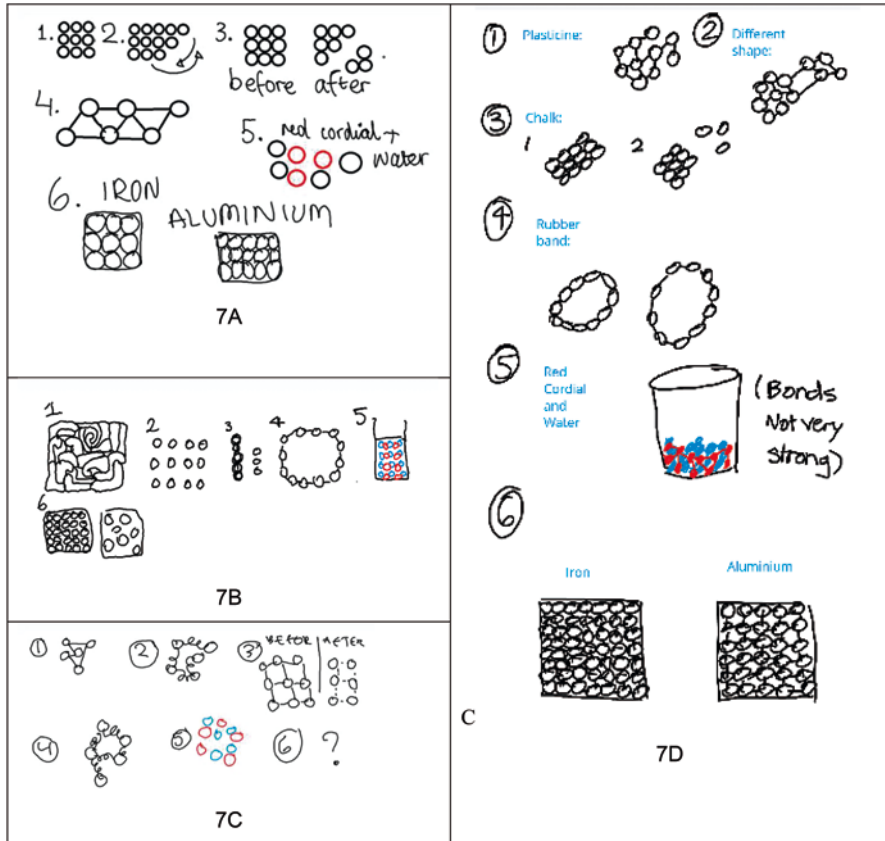 1.
2.
3.
before after
4.
5. red cordial +
water
6. IRON
ALUMINIUM
7A
1
2
3
4
5
6
7B
1
2
3
BEFOR
AFTER
4
5
6
?
7C
1 Plasticine:
2 Different
shape:
3 Chalk:
1
2
4 Rubber
band:
5 Red
Cordial
and
Water
(Bonds
Not very
strong)
6
Iron
Aluminium
C
7D